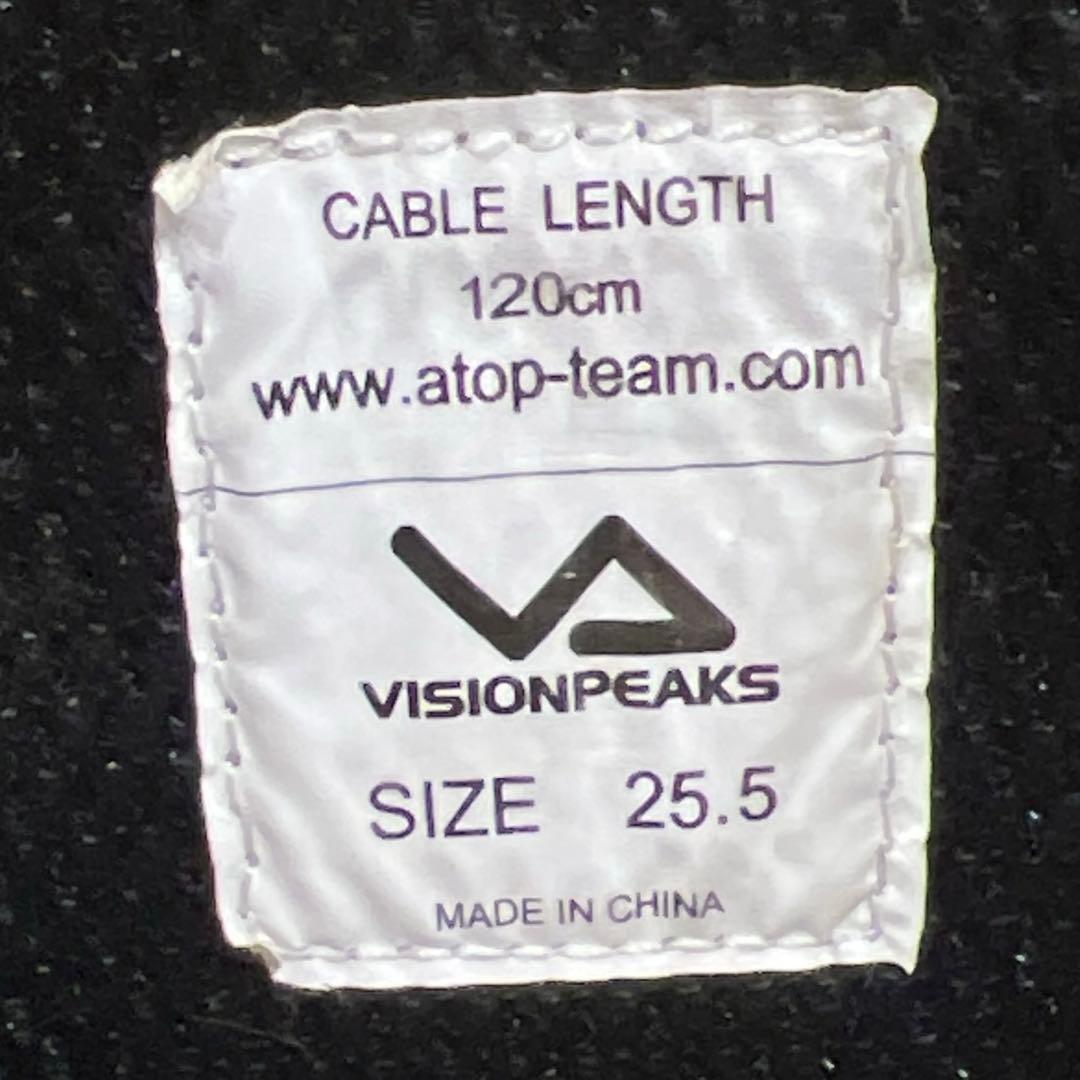 CABLE LENGTH
120cm
www.atop-team.com
VISIONPEAKS
SIZE 25.5
MADE IN CHINA